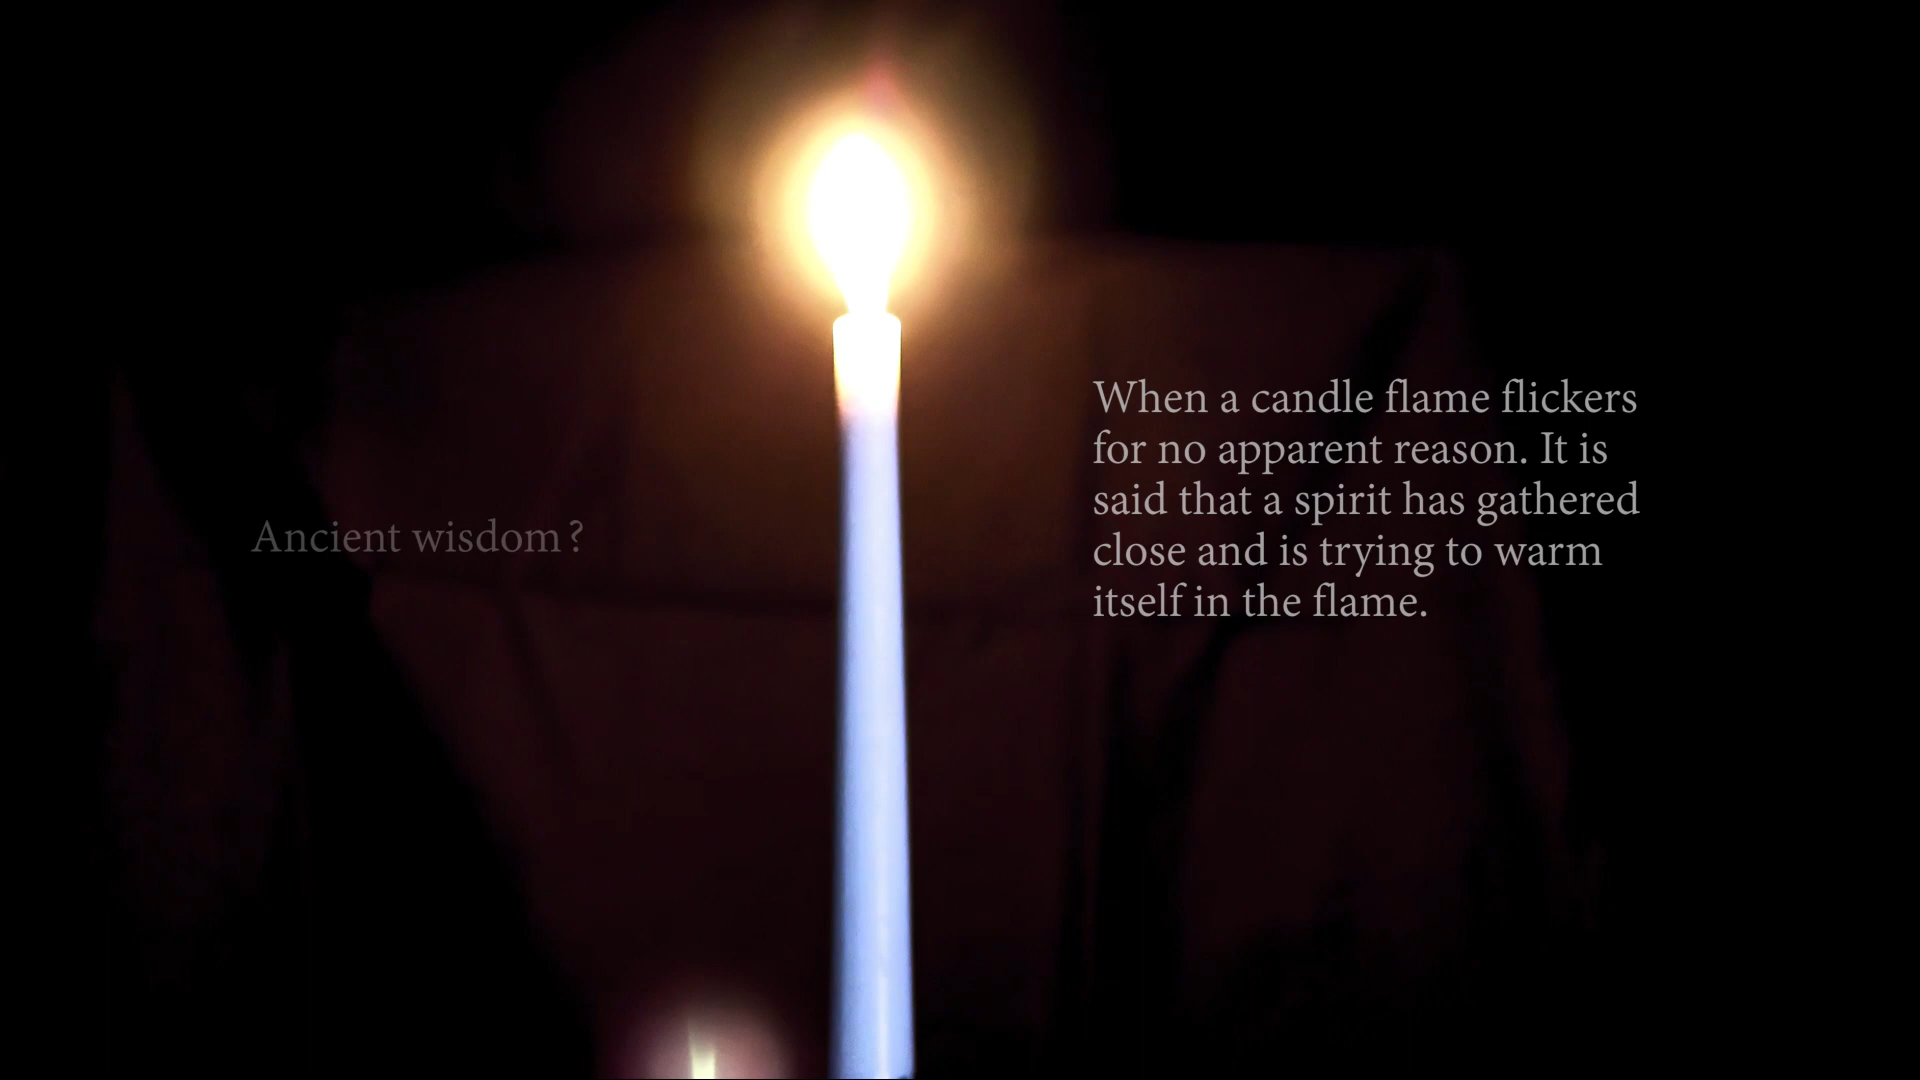 Ancient wisdom?
When a candle flame flickers
for no apparent reason. It is
said that a spirit has gathered
close and is trying to warm
itself in the flame.